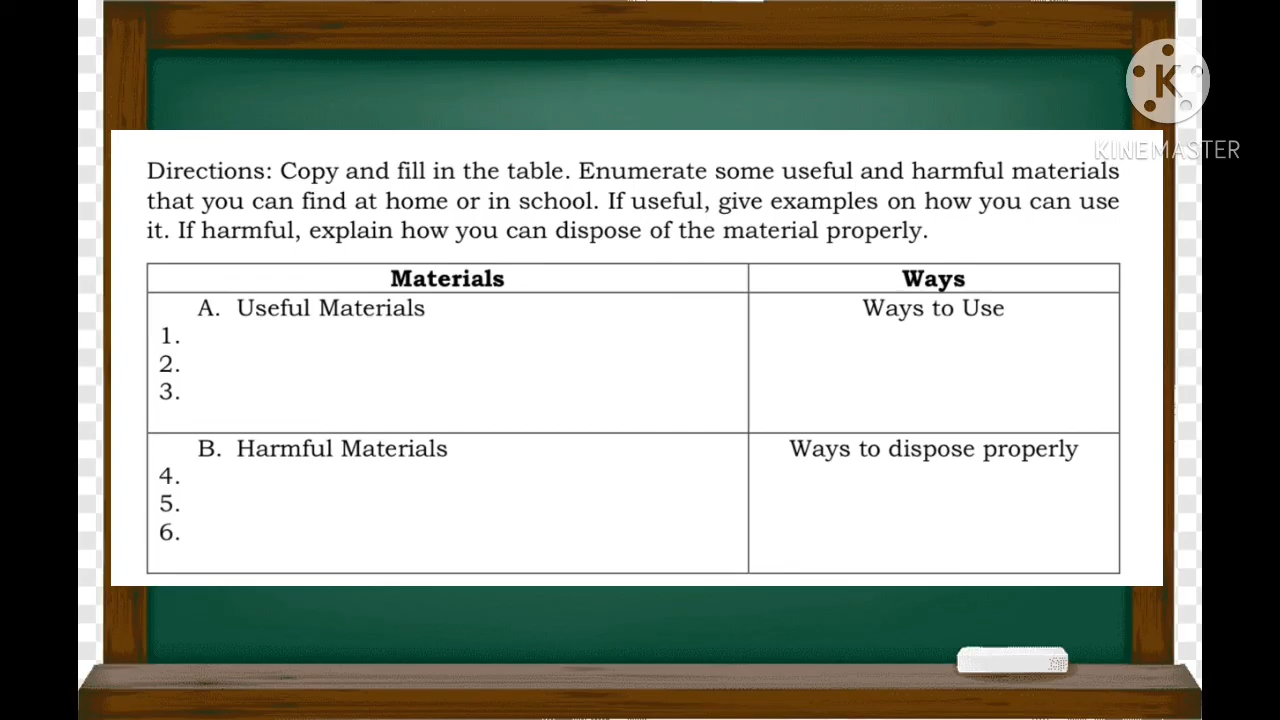 K
KINEMASTER
Directions: Copy and fill in the table. Enumerate some useful and harmful materials
that you can find at home or in school. If useful, give examples on how you can use
it. If harmful, explain how you can dispose of the material properly.
Materials Ways
A. Useful Materials Ways to Use
1.
2.
3.
B. Harmful Materials Ways to dispose properly
4.
5.
6.